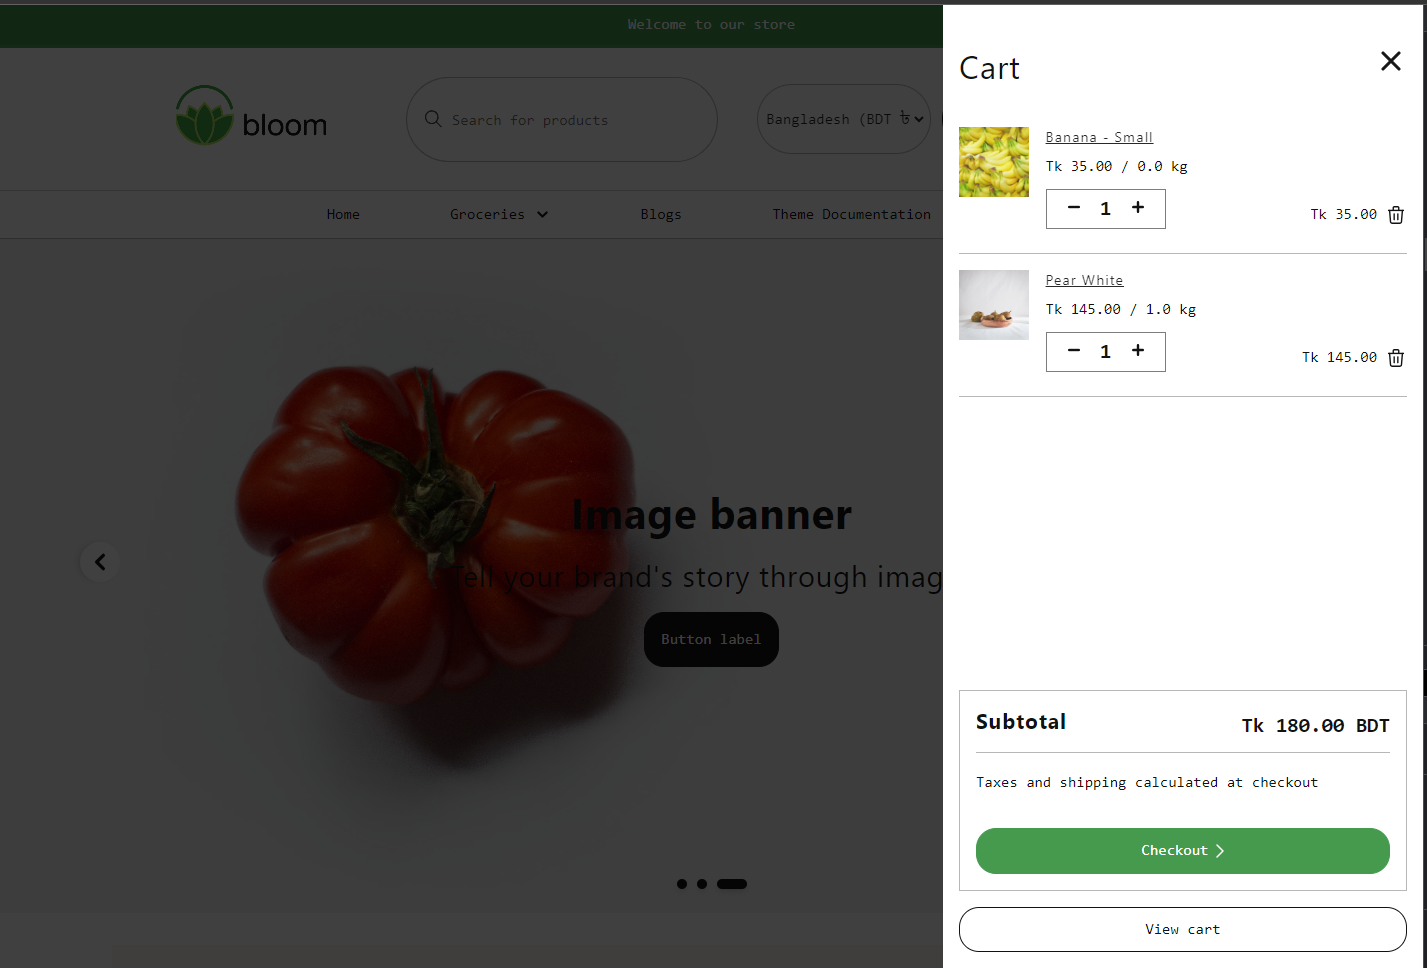 Welcome to our store
bloom
Search for products
Bangladesh (BDT ৳
Home
Groceries
Blogs
Theme Documentation
Image banner
Tell your brand's story through imag
Button label
Cart
Banana - Small
Tk 35.00 / 0.0 kg
1
Tk 35.00
Pear White
Tk 145.00 / 1.0 kg
1
Tk 145.00
Subtotal
Tk 180.00 BDT
Taxes and shipping calculated at checkout
Checkout
View cart